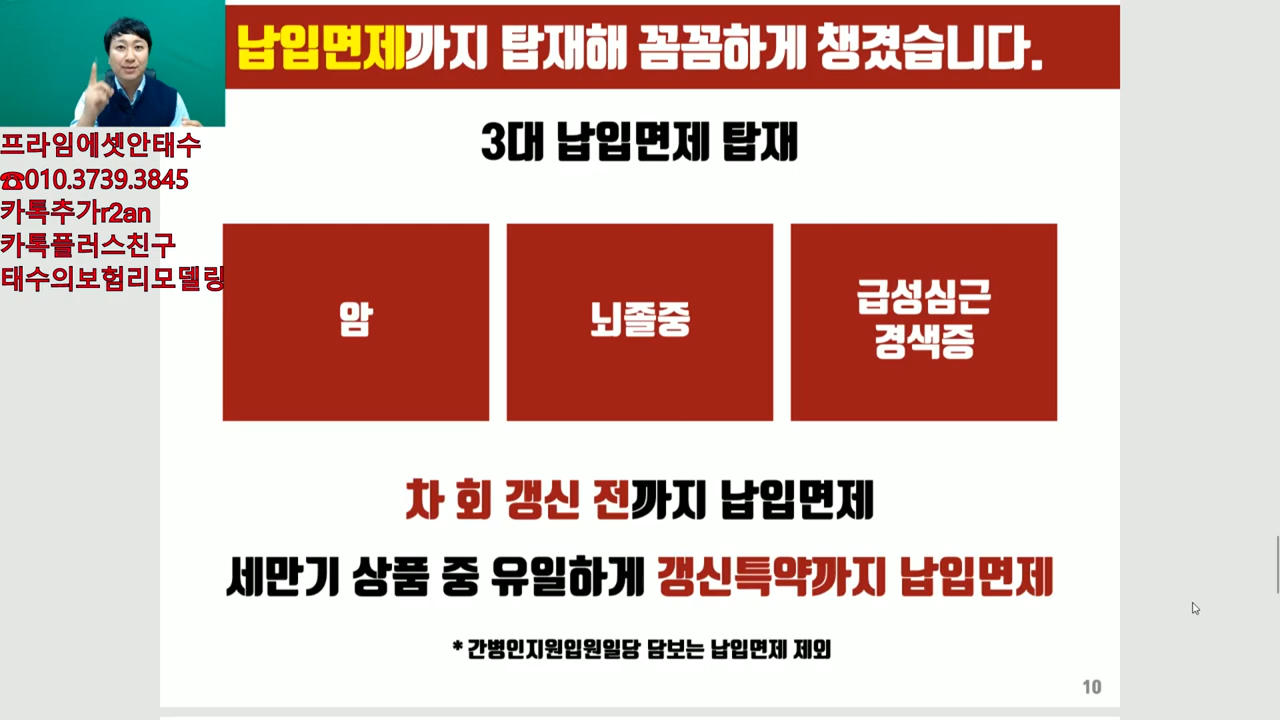 납입면제까지 탑재해 꼼꼼하게 챙겼습니다.
프라임에셋안태수
☎010.3739.3845
카톡추가r2an
카톡플러스친구
태수의보험리모델링
3대 납입면제 탑재
암
뇌졸중
급성심근
경색증
차 회 갱신 전까지 납입면제
세만기 상품 중 유일하게 갱신특약까지 납입면제
* 간병인지원입원일당 담보는 납입면제 제외
10